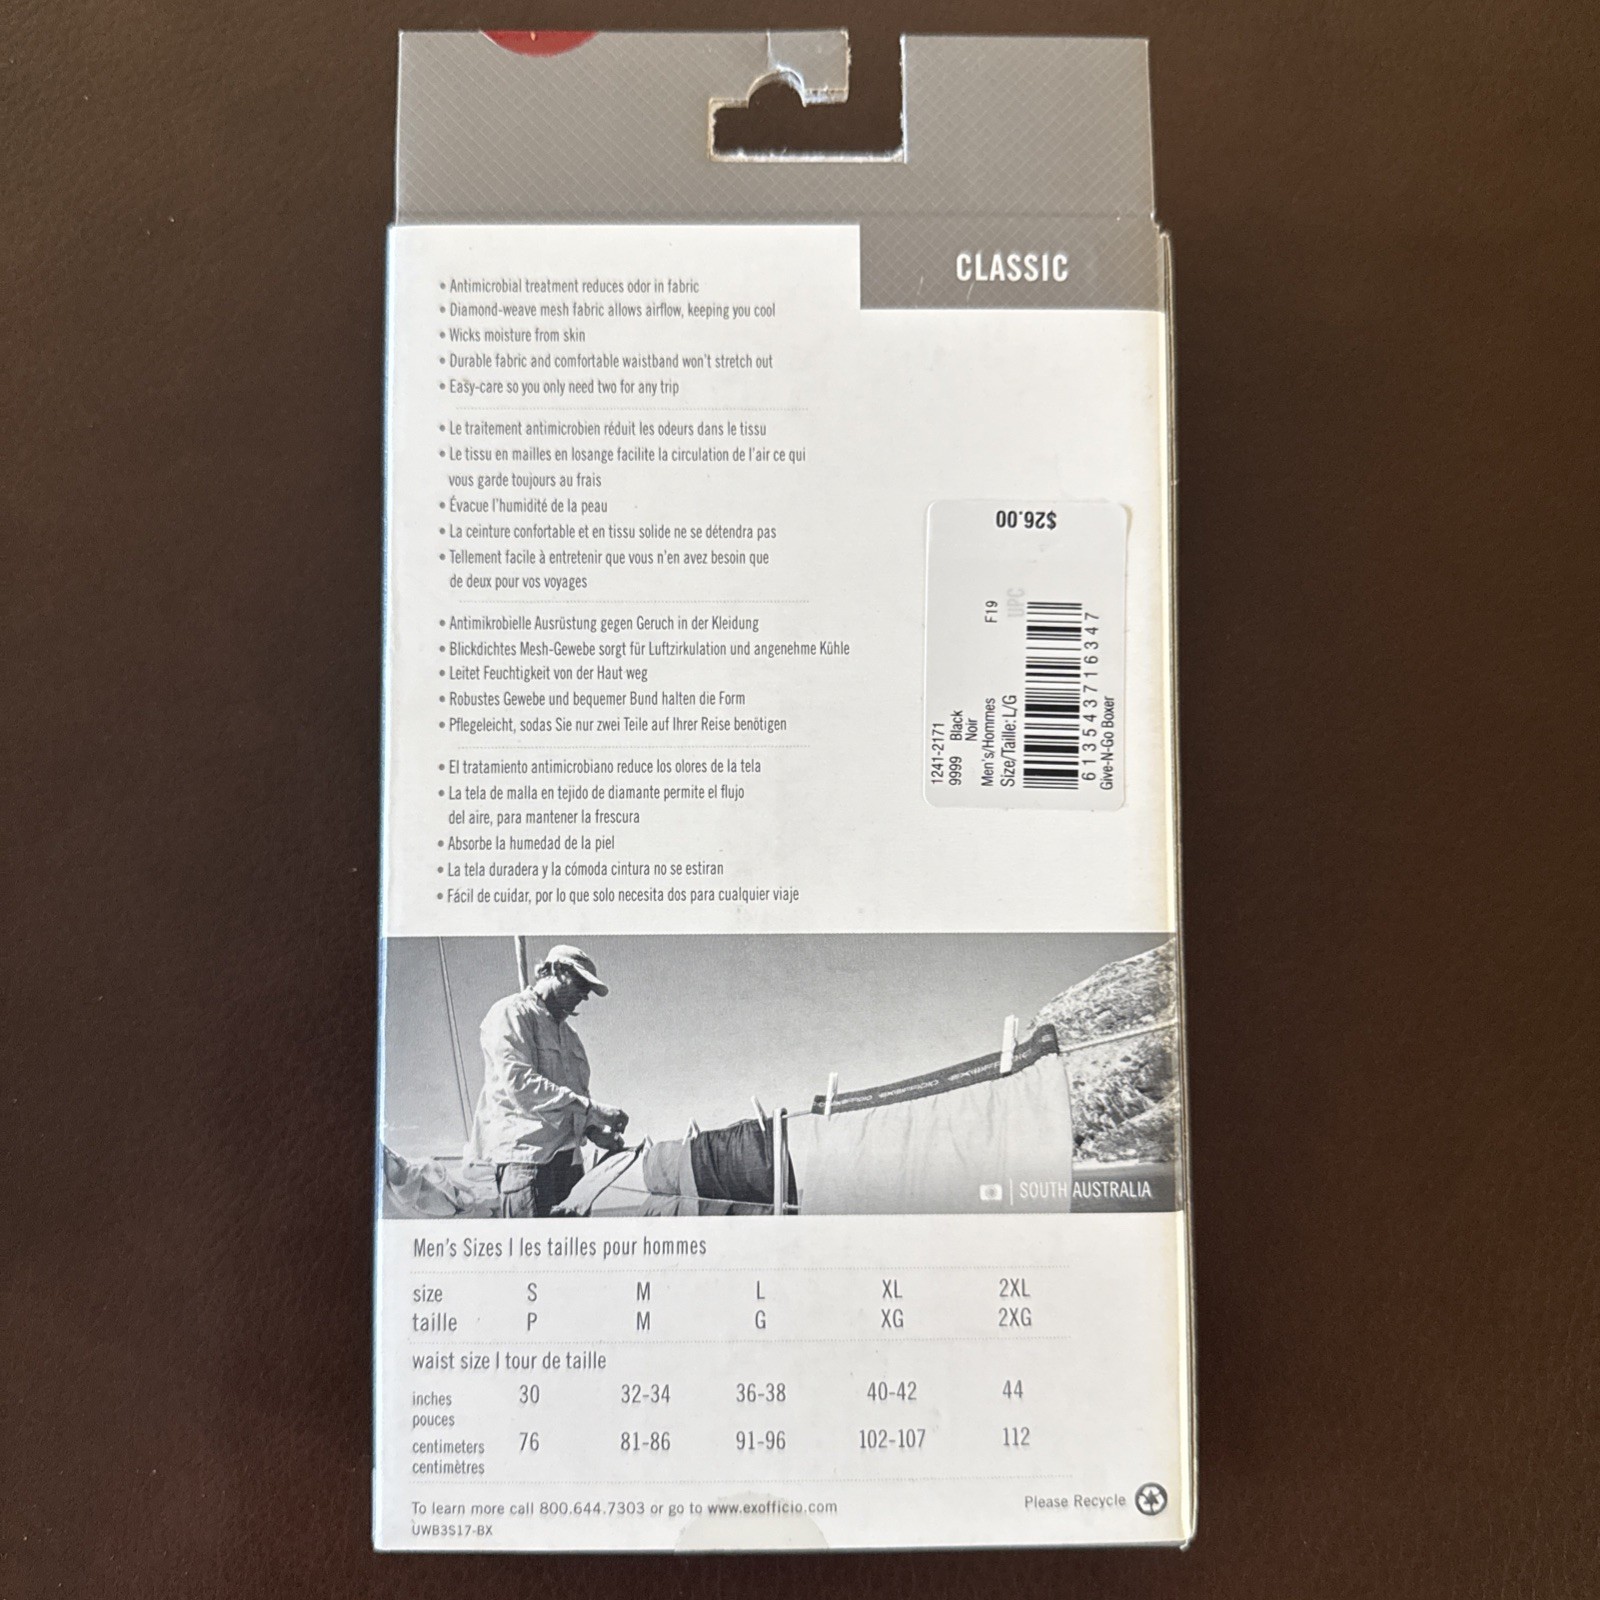 CLASSIC
• Antimicrobial treatment reduces odor in fabric
• Diamond-weave mesh fabric allows airflow, keeping you cool
• Wicks moisture from skin
• Durable fabric and comfortable waistband won't stretch out
• Easy-care so you only need two for any trip
• Le traitement antimicrobien réduit les odeurs dans le tissu
• Le tissu en mailles en losange facilite la circulation de l'air ce qui
vous garde toujours au frais
• Évacue l'humidité de la peau
• La ceinture confortable et en tissu solide ne se détendra pas
• Tellement facile à entretenir que vous n'en avez besoin que
de deux pour vos voyages
• Antimikrobielle Ausrüstung gegen Geruch in der Kleidung
• Blickdichtes Mesh-Gewebe sorgt für Luftzirkulation und angenehme Kühle
• Leitet Feuchtigkeit von der Haut weg
• Robustes Gewebe und bequemer Bund halten die Form
• Pflegeleicht, sodas Sie nur zwei Teile auf Ihrer Reise benötigen
• El tratamiento antimicrobiano reduce los olores de la tela
• La tela de malla en tejido de diamante permite el flujo
del aire, para mantener la frescura
• Absorbe la humedad de la piel
• La tela duradera y la cómoda cintura no se estiran
• Fácil de cuidar, por lo que solo necesita dos para cualquier viaje
$26.00
1241-2171
9999 Black
Noir
Men's/Hommes F19
Size/Taille:L/G
UPC
613543716347
Give-N-Go Boxer
SOUTH AUSTRALIA
Men's Sizes | les tailles pour hommes
size S M L XL 2XL
taille P M G XG 2XG
waist size | tour de taille
inches 30 32-34 36-38 40-42 44
pouces
centimeters 76 81-86 91-96 102-107 112
centimètres
To learn more call 800.644.7303 or go to www.exofficio.com
Please Recycle
UWB3S17-BX